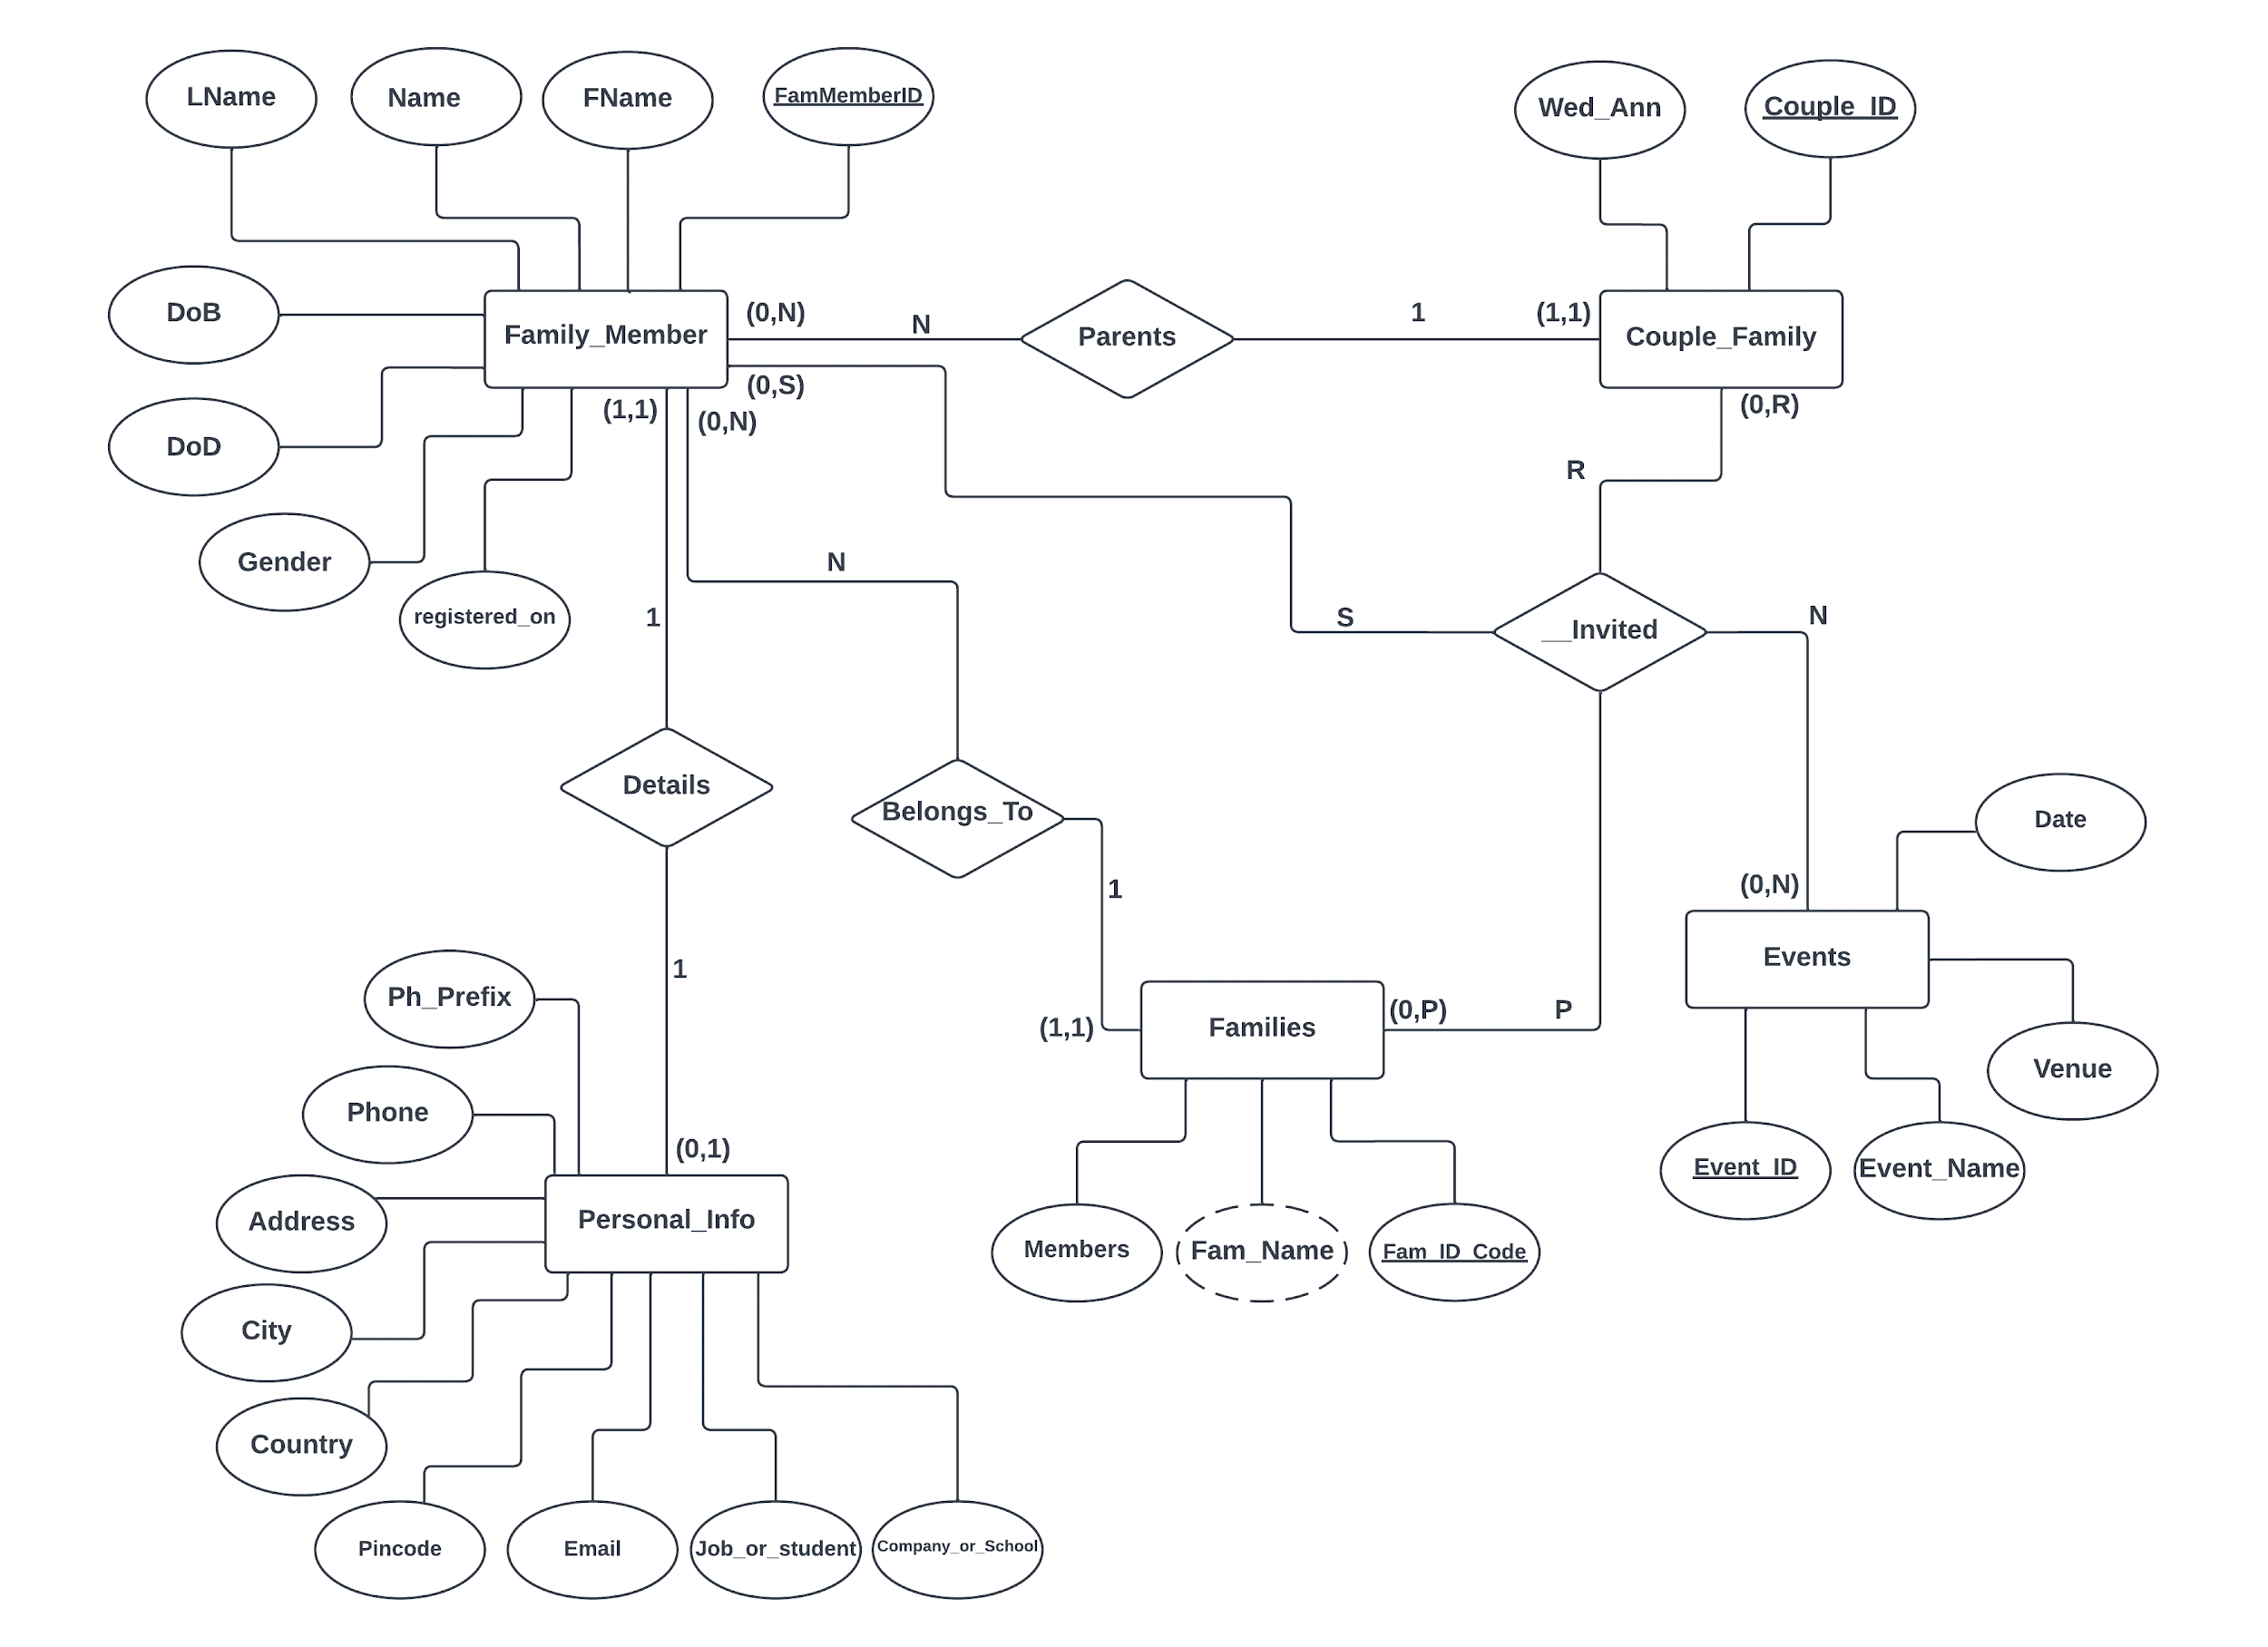 LName
Name
FName
FamMemberID
Wed_Ann
Couple_ID
DoB
Family_Member
(0,N)
N
Parents
1
(1,1)
Couple_Family
(0,S)
(1,1)
(0,N)
(0,R)
DoD
R
Gender
N
registered_on
1
S
__Invited
N
Details
Belongs_To
Date
1
(0,N)
Ph_Prefix
1
Events
(1,1)
Families
(0,P)
P
Venue
Phone
(0,1)
Event_ID
Event_Name
Address
Personal_Info
Members
Fam_Name
Fam_ID_Code
City
Country
Pincode
Email
Job_or_student
Company_or_School